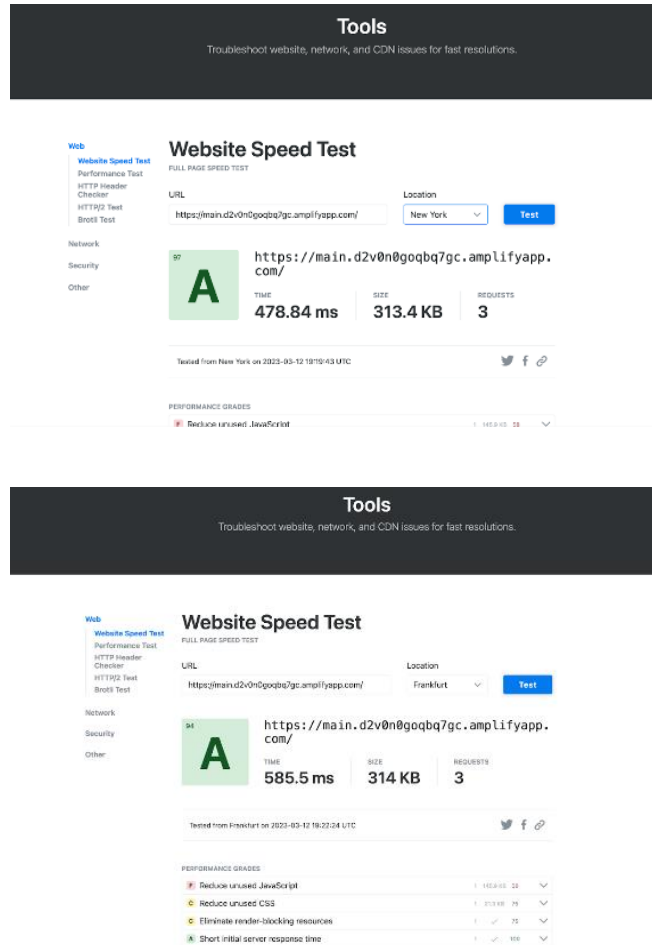 Tools
Troubleshoot website, network, and CDN issues for fast resolutions.
Web
Website Speed Test
Performance Test
HTTP Header
Checker
HTTP/2 Test
Brotli Test
Network
Security
Other
Website Speed Test
FULL PAGE SPEED TEST
URL
Location
https://main.d2v0n0goqbq7gc.amplifyapp.com/
New York
Test
97
A
https://main.d2v0n0goqbq7gc.amplifyapp.
com/
TIME
SIZE
REQUESTS
478.84 ms
313.4 KB
3
Tested from New York on 2023-03-12 19:19:43 UTC
PERFORMANCE GRADES
F Reduce unused JavaScript
Tools
Troubleshoot website, network, and CDN issues for fast resolutions.
Web
Website Speed Test
Performance Test
HTTP Header
Checker
HTTP/2 Test
Brotli Test
Network
Security
Other
Website Speed Test
FULL PAGE SPEED TEST
URL
Location
https://main.d2v0n0goqbq7gc.amplifyapp.com/
Frankfurt
Test
94
A
https://main.d2v0n0goqbq7gc.amplifyapp.
com/
TIME
SIZE
REQUESTS
585.5 ms
314 KB
3
Tested from Frankfurt on 2023-03-12 19:22:24 UTC
PERFORMANCE GRADES
F Reduce unused JavaScript
C Reduce unused CSS
C Eliminate render-blocking resources
A Short initial server response time